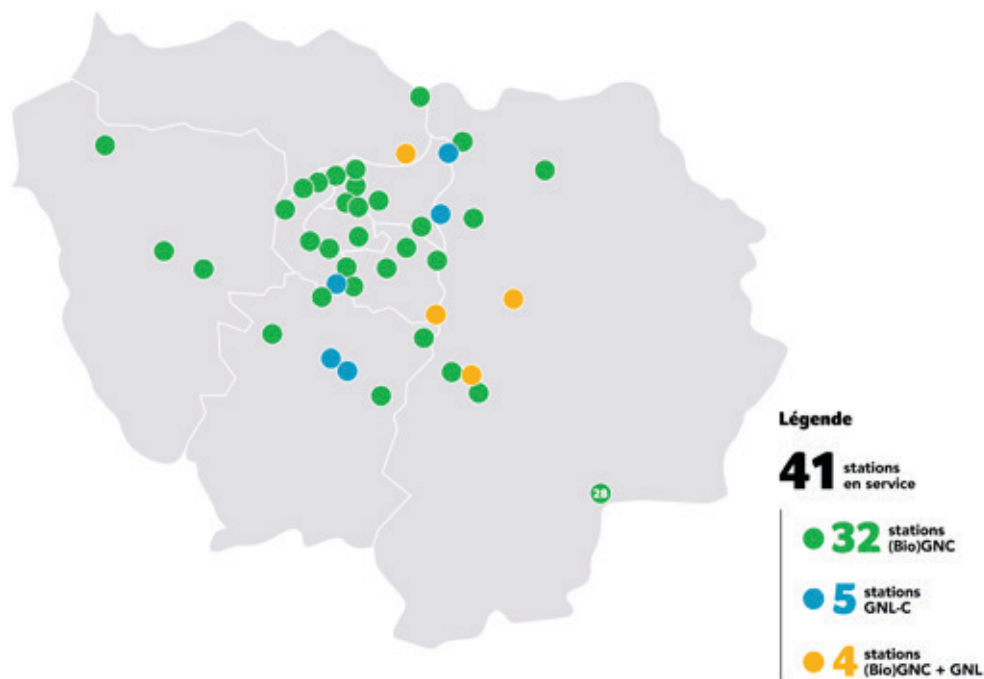 28
Légende
41 stations
en service
32 stations
(Bio)GNC
5 stations
GNL-C
4 stations
(Bio)GNC + GNL